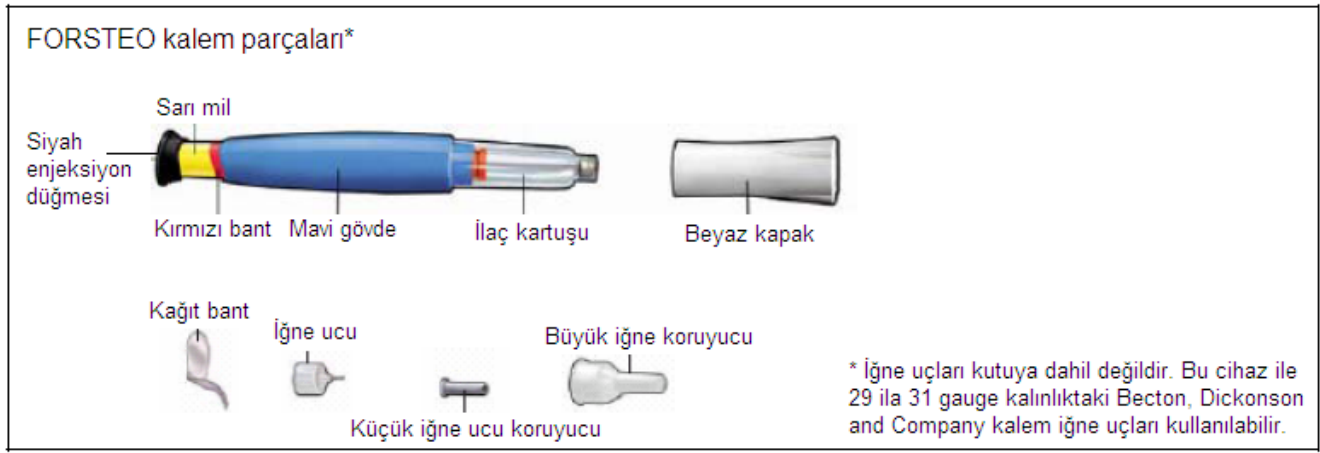 FORSTEO kalem parçaları*
Sarı mil
Siyah
enjeksiyon
düğmesi
Kırmızı bant
Mavi gövde
İlaç kartuşu
Beyaz kapak
Kağıt bant
İğne ucu
Küçük iğne ucu koruyucu
Büyük iğne koruyucu
* İğne uçları kutuya dahil değildir. Bu cihaz ile
29 ila 31 gauge kalınlıktaki Becton, Dickonson
and Company kalem iğne uçları kullanılabilir.